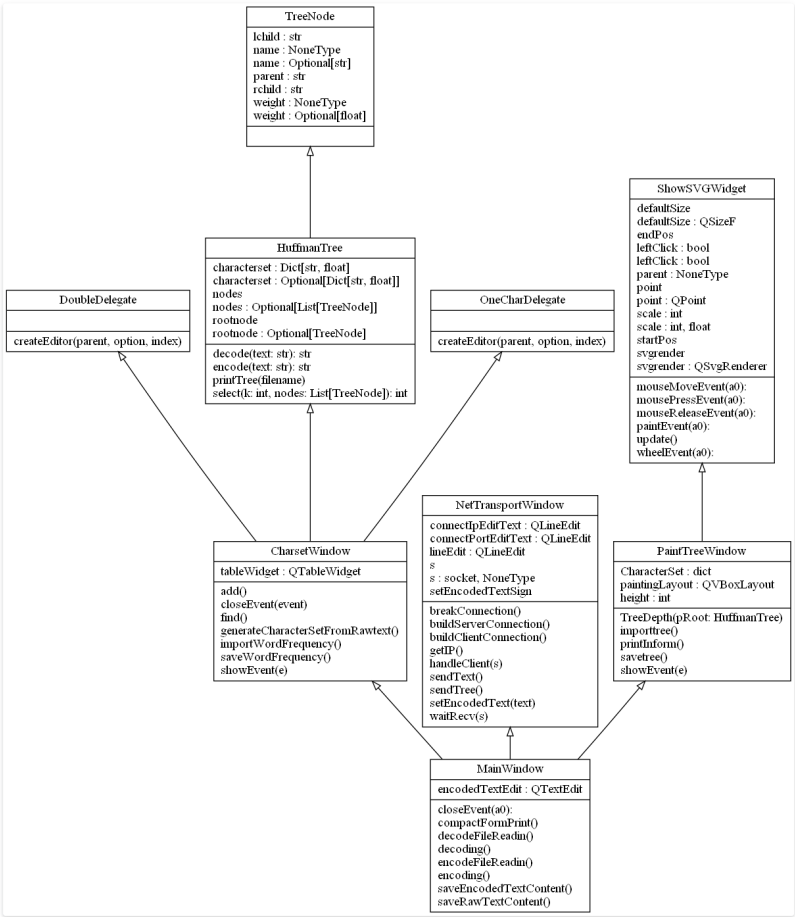 TreeNode
lchild : str
name : NoneType
name : Optional[str]
parent : str
rchild : str
weight : NoneType
weight : Optional[float]
ShowSVGWidget
defaultSize
defaultSize : QSizeF
endPos
leftClick : bool
leftClick : bool
parent : NoneType
point
point : QPoint
scale : int
scale : int, float
startPos
svgrender
svgrender : QSvgRenderer
mouseMoveEvent(a0):
mousePressEvent(a0):
mouseReleaseEvent(a0):
paintEvent(a0):
update()
wheelEvent(a0):
HuffmanTree
characterset : Dict[str, float]
characterset : Optional[Dict[str, float]]
nodes
nodes : Optional[List[TreeNode]]
rootnode
rootnode : Optional[TreeNode]
decode(text: str): str
encode(text: str): str
printTree(filename)
select(k: int, nodes: List[TreeNode]): int
DoubleDelegate
createEditor(parent, option, index)
OneCharDelegate
createEditor(parent, option, index)
NetTransportWindow
connectIpEditText : QLineEdit
connectPortEditText : QLineEdit
lineEdit : QLineEdit
s
s : socket, NoneType
setEncodedTextSign
breakConnection()
buildServerConnection()
buildClientConnection()
getIP()
handleClient(s)
sendText()
sendTree()
setEncodedText(text)
waitRecv(s)
CharsetWindow
tableWidget : QTableWidget
add()
closeEvent(event)
find()
generateCharacterSetFromRawtext()
importWordFrequency()
saveWordFrequency()
showEvent(e)
PaintTreeWindow
CharacterSet : dict
paintingLayout : QVBoxLayout
height : int
TreeDepth(pRoot: HuffmanTree)
importtree()
printInform()
savetree()
showEvent(e)
MainWindow
encodedTextEdit : QTextEdit
closeEvent(a0):
compactFormPrint()
decodeFileReadin()
decoding()
encodeFileReadin()
encoding()
saveEncodedTextContent()
saveRawTextContent()